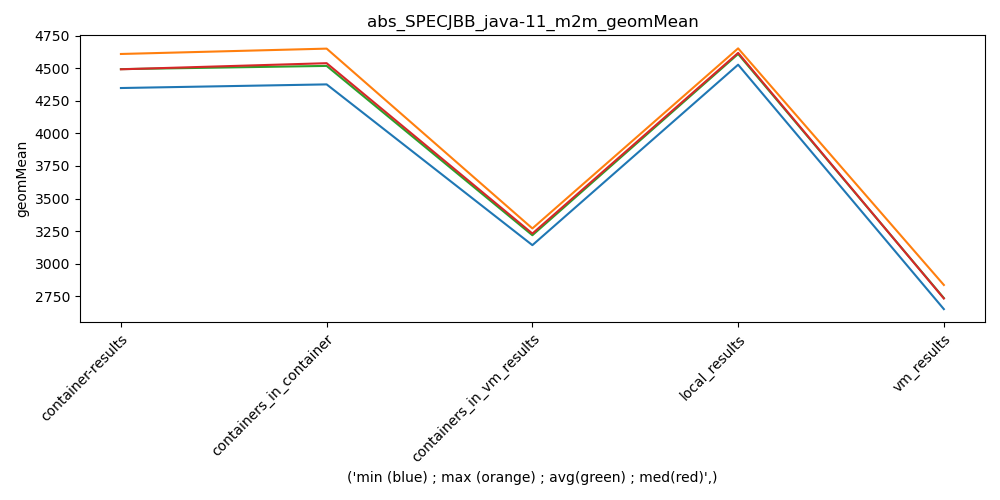 abs_SPECJBB_java-11_m2m_geomMean
4750
4500
4250
4000
3750
3500
3250
3000
2750
geomMean
container-results
containers_in_container
containers_in_vm_results
local_results
vm_results
('min (blue) ; max (orange) ; avg(green) ; med(red)',)